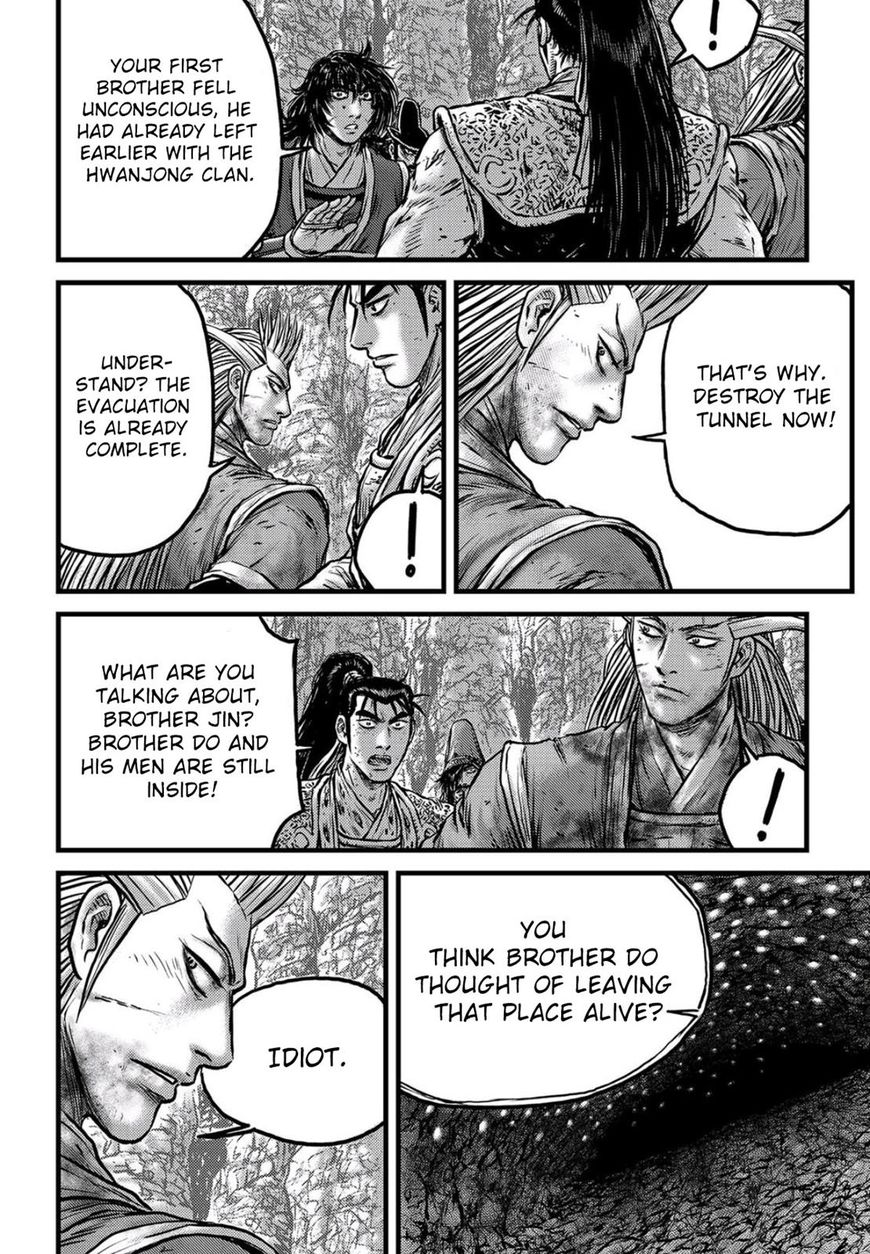 !
YOUR FIRST
BROTHER FELL
UNCONSCIOUS, HE
HAD ALREADY LEFT
EARLIER WITH THE
HWANJONG CLAN.
UNDER-
STAND? THE
EVACUATION
IS ALREADY
COMPLETE.
!
THAT'S WHY.
DESTROY THE
TUNNEL NOW!
WHAT ARE YOU
TALKING ABOUT,
BROTHER JIN?
BROTHER DO AND
HIS MEN ARE STILL
INSIDE!
!
IDIOT.
YOU
THINK BROTHER DO
THOUGHT OF LEAVING
THAT PLACE ALIVE?